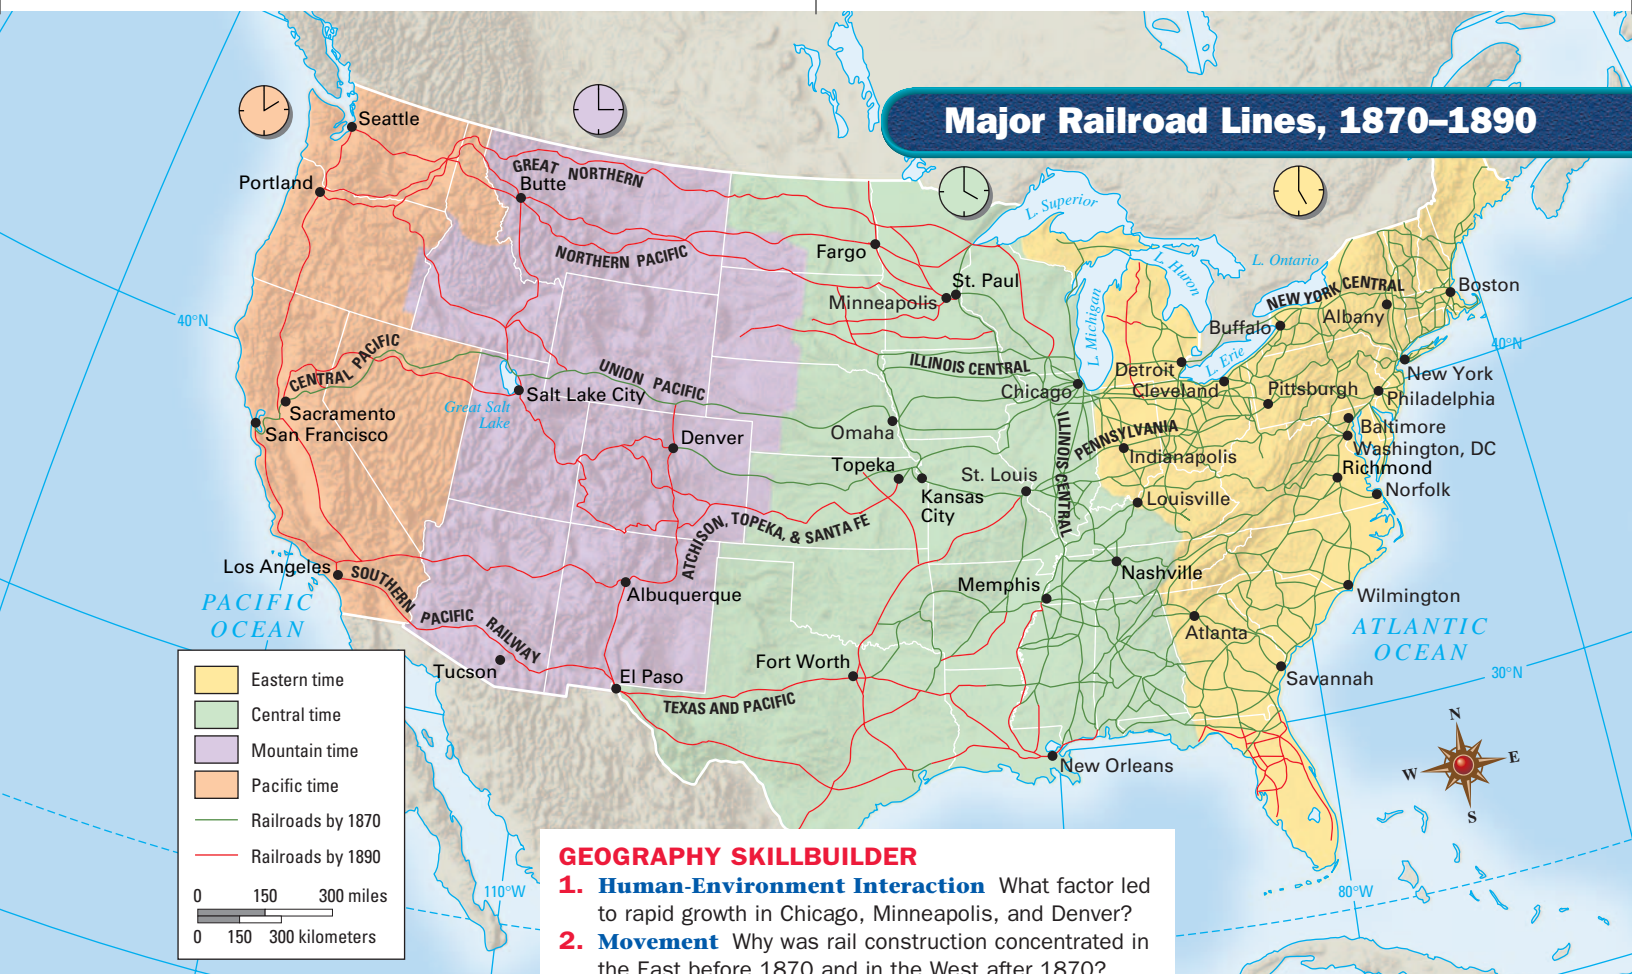 Major Railroad Lines, 1870–1890
Seattle
Portland
GREAT NORTHERN
Butte
NORTHERN PACIFIC
Fargo
L. Superior
St. Paul
Minneapolis
L. Michigan
L. Huron
L. Ontario
L. Erie
NEW YORK CENTRAL
Boston
Albany
Buffalo
40°N
40°N
Detroit
Cleveland
Chicago
ILLINOIS CENTRAL
ILLINOIS CENTRAL
New York
Pittsburgh
Philadelphia
Baltimore
Washington, DC
PENNSYLVANIA
Indianapolis
Richmond
Norfolk
Louisville
CENTRAL PACIFIC
Sacramento
San Francisco
Great Salt
Lake
Salt Lake City
UNION PACIFIC
Denver
Omaha
Topeka
Kansas
City
St. Louis
ATCHISON, TOPEKA, & SANTA FE
Los Angeles
SOUTHERN PACIFIC RAILWAY
Albuquerque
Memphis
Nashville
Wilmington
Atlanta
Savannah
PACIFIC
OCEAN
ATLANTIC
OCEAN
Tucson
El Paso
Fort Worth
TEXAS AND PACIFIC
New Orleans
30°N
N
E
W
S
110°W
80°W
Eastern time
Central time
Mountain time
Pacific time
Railroads by 1870
Railroads by 1890
0 150 300 miles
0 150 300 kilometers
GEOGRAPHY SKILLBUILDER
1. Human-Environment Interaction What factor led
to rapid growth in Chicago, Minneapolis, and Denver?
2. Movement Why was rail construction concentrated in
the East before 1870 and in the West after 1870?